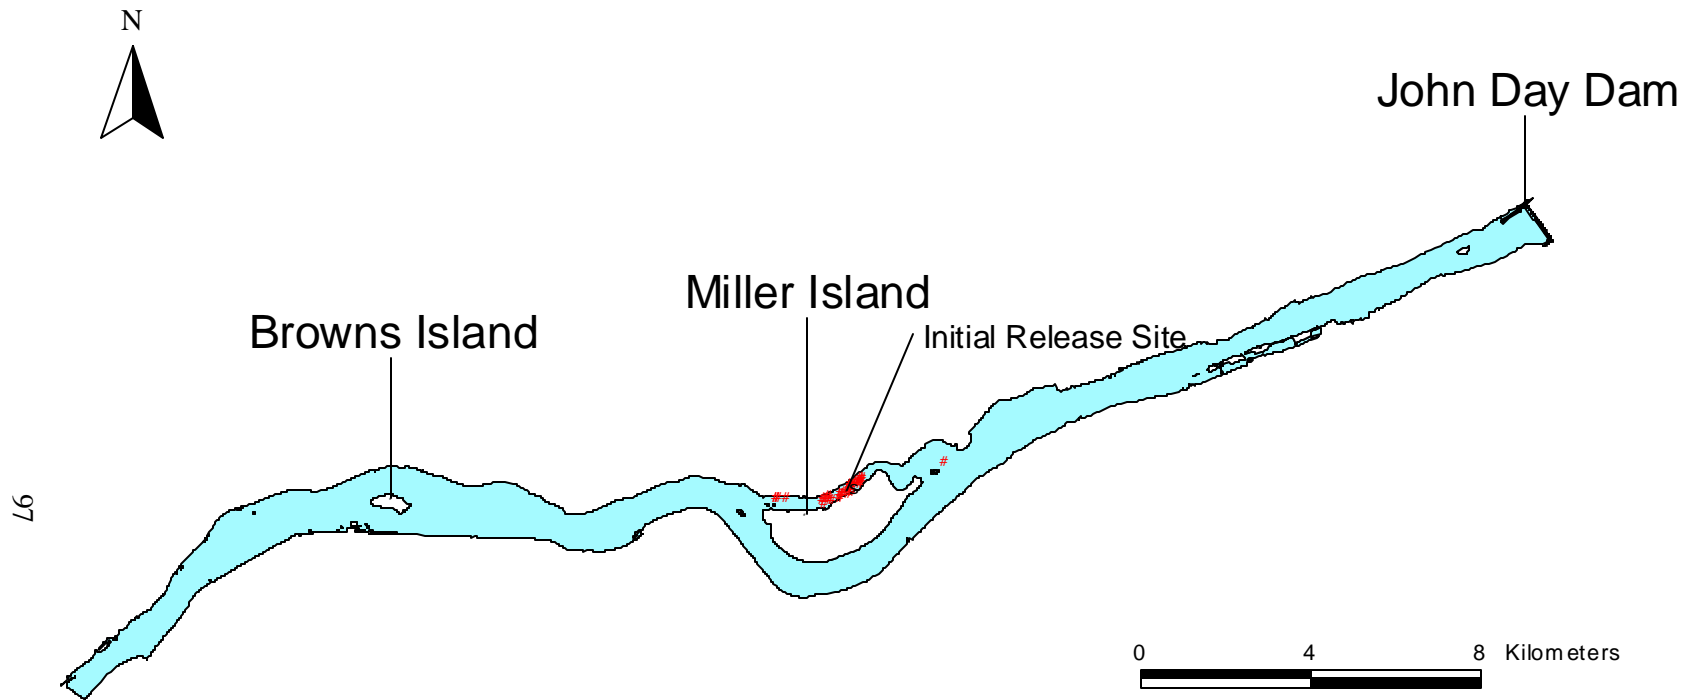 N
John Day Dam
Miller Island
Browns Island
Initial Release Site
97
0 4 8 Kilometers